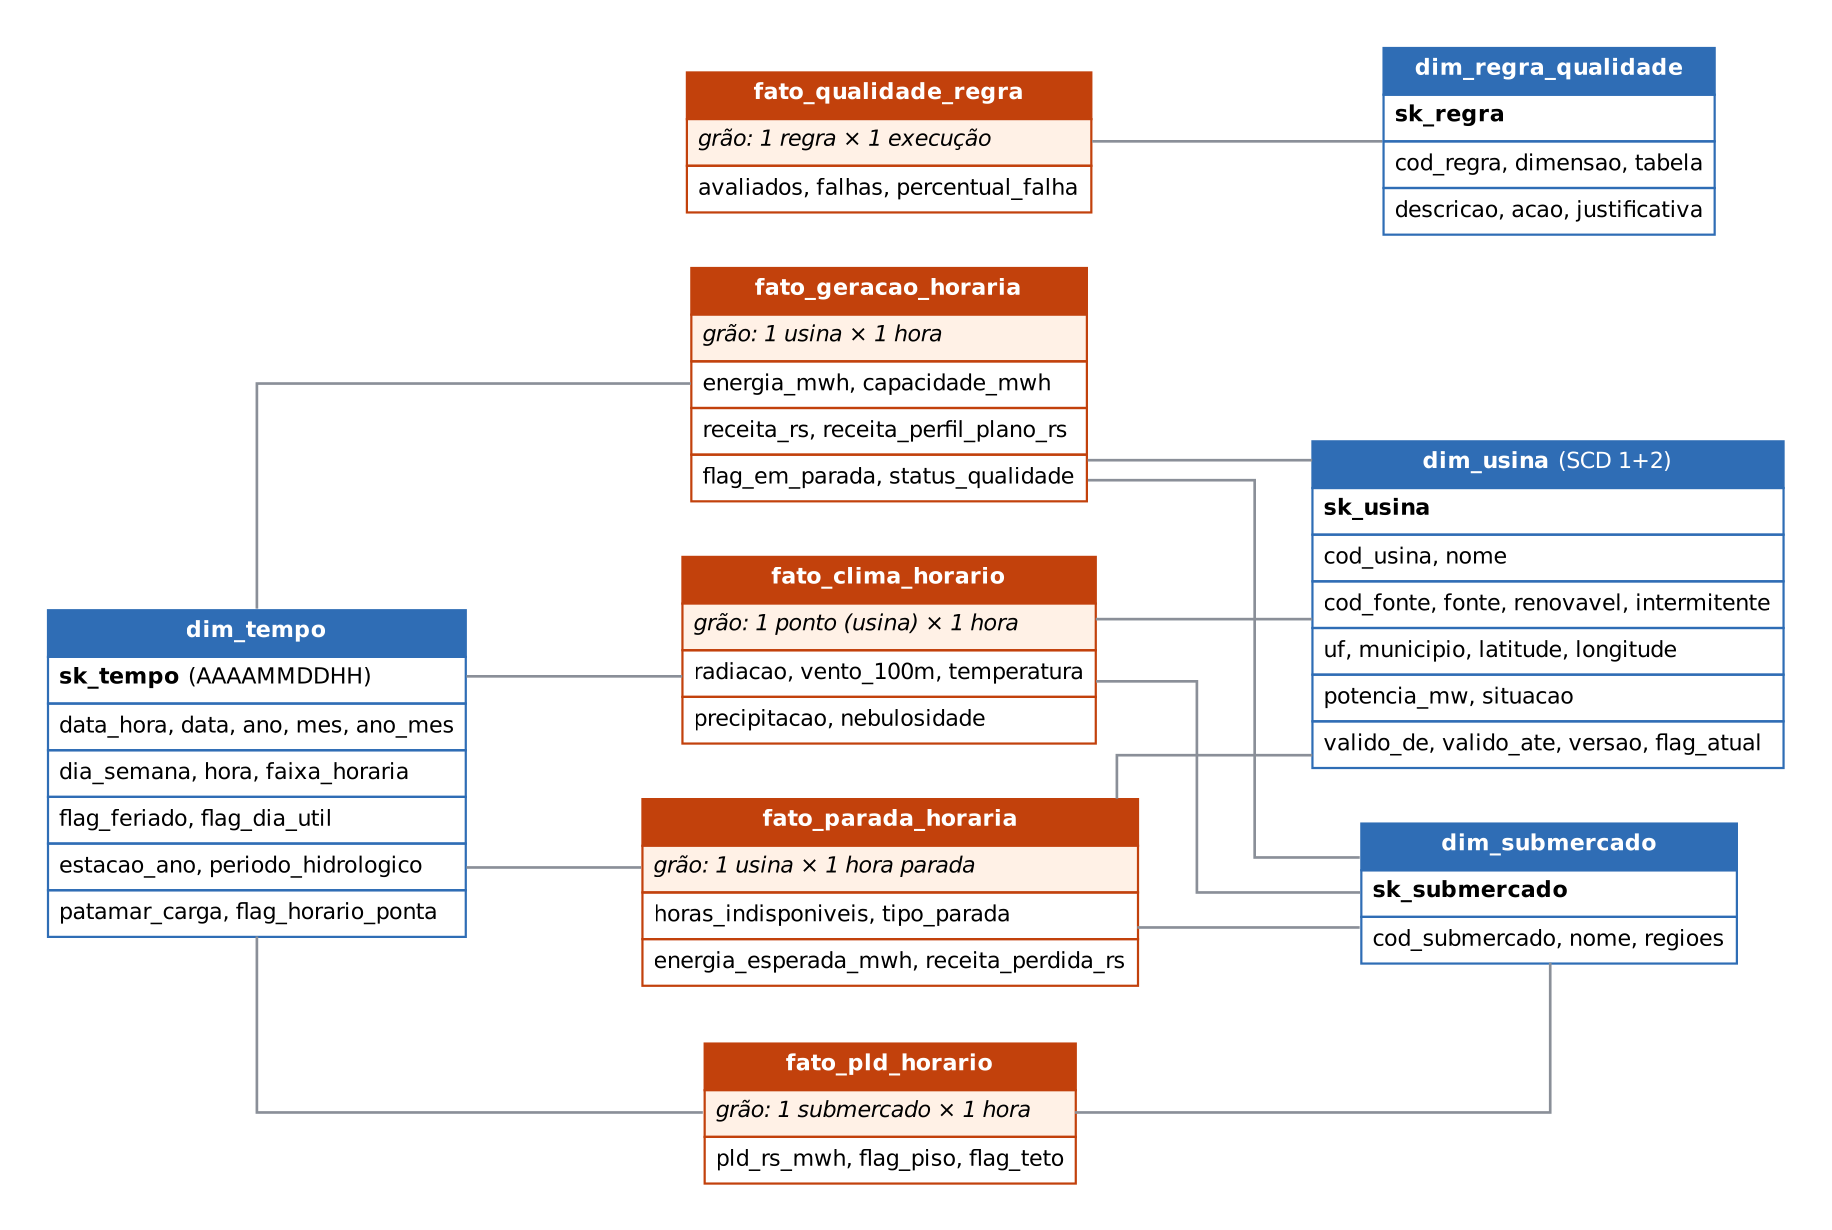 fato_qualidade_regra
grão: 1 regra × 1 execução
avaliados, falhas, percentual_falha
dim_regra_qualidade
sk_regra
cod_regra, dimensao, tabela
descricao, acao, justificativa
fato_geracao_horaria
grão: 1 usina × 1 hora
energia_mwh, capacidade_mwh
receita_rs, receita_perfil_plano_rs
flag_em_parada, status_qualidade
dim_usina (SCD 1+2)
sk_usina
cod_usina, nome
cod_fonte, fonte, renovavel, intermitente
uf, municipio, latitude, longitude
potencia_mw, situacao
valido_de, valido_ate, versao, flag_atual
fato_clima_horario
grão: 1 ponto (usina) × 1 hora
radiacao, vento_100m, temperatura
precipitacao, nebulosidade
dim_tempo
sk_tempo (AAAAMMDDHH)
data_hora, data, ano, mes, ano_mes
dia_semana, hora, faixa_horaria
flag_feriado, flag_dia_util
estacao_ano, periodo_hidrologico
patamar_carga, flag_horario_ponta
fato_parada_horaria
grão: 1 usina × 1 hora parada
horas_indisponiveis, tipo_parada
energia_esperada_mwh, receita_perdida_rs
dim_submercado
sk_submercado
cod_submercado, nome, regioes
fato_pld_horario
grão: 1 submercado × 1 hora
pld_rs_mwh, flag_piso, flag_teto